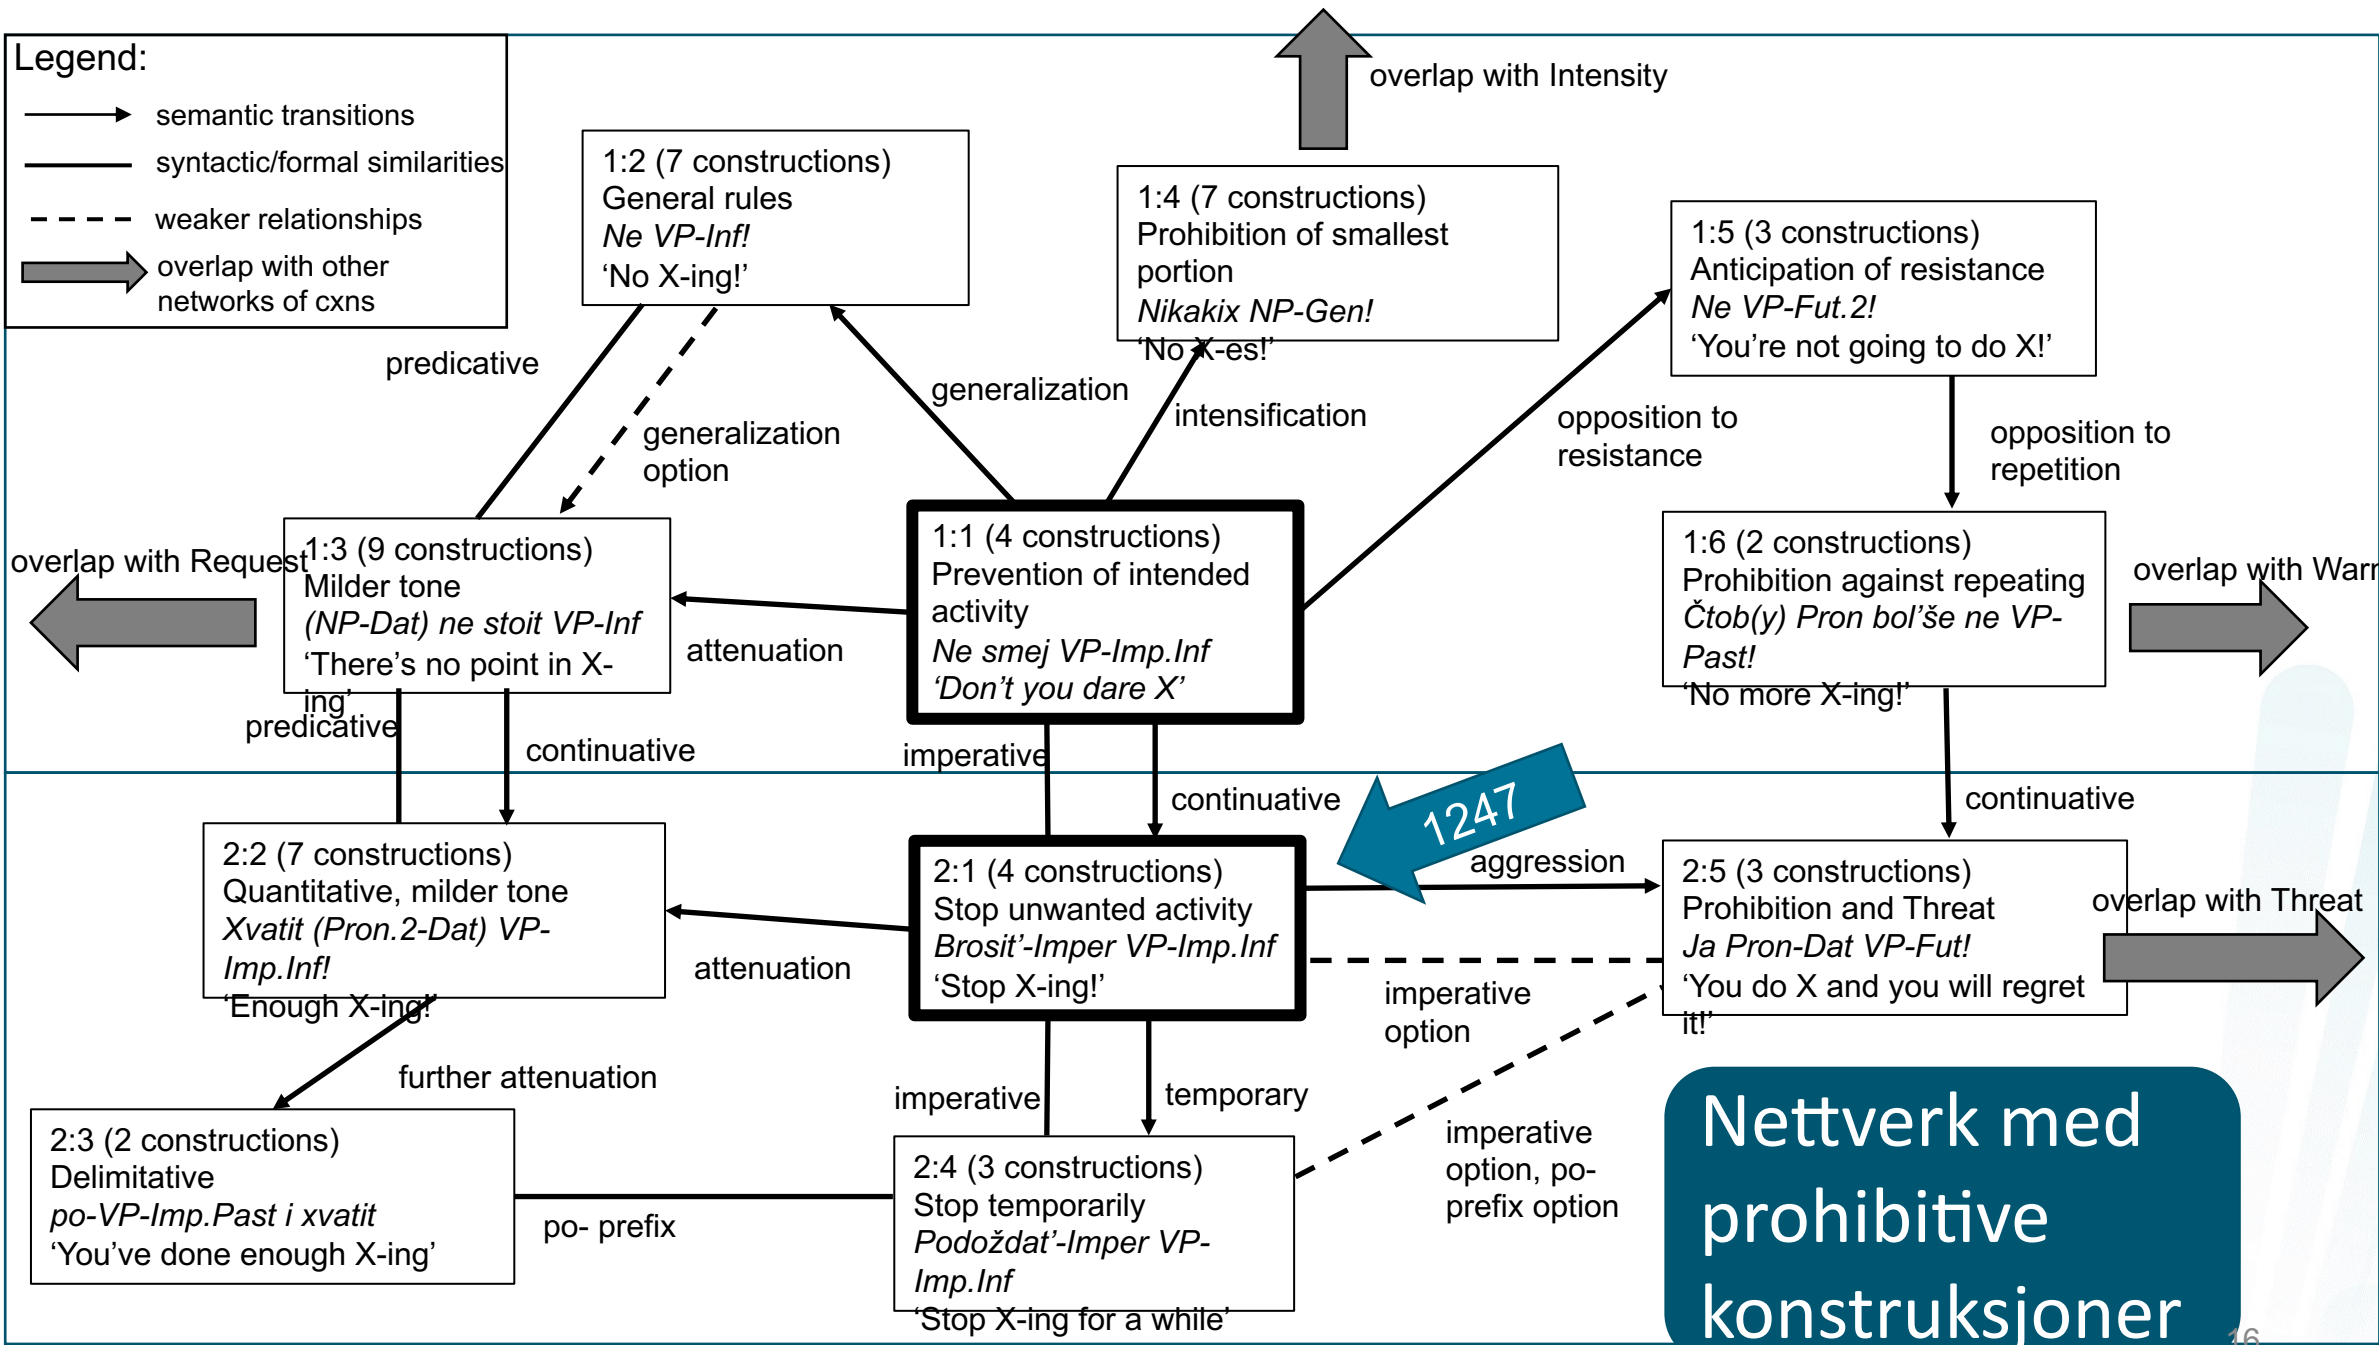 Legend:
semantic transitions
syntactic/formal similarities
weaker relationships
overlap with other
networks of cxns
overlap with Intensity
1:2 (7 constructions)
General rules
Ne VP-Inf!
‘No X-ing!’
1:4 (7 constructions)
Prohibition of smallest
portion
Nikakix NP-Gen!
‘No X-es!’
1:5 (3 constructions)
Anticipation of resistance
Ne VP-Fut.2!
‘You’re not going to do X!’
predicative
generalization
option
generalization
intensification
opposition to
resistance
opposition to
repetition
overlap with Request
1:3 (9 constructions)
Milder tone
(NP-Dat) ne stoit VP-Inf
‘There’s no point in X-
ing’
attenuation
1:1 (4 constructions)
Prevention of intended
activity
Ne smej VP-Imp.Inf
‘Don’t you dare X’
1:6 (2 constructions)
Prohibition against repeating
Čtob(y) Pron bol’še ne VP-
Past!
‘No more X-ing!’
overlap with Warr
predicative
continuative
imperative
continuative
1247
continuative
2:2 (7 constructions)
Quantitative, milder tone
Xvatit (Pron.2-Dat) VP-
Imp.Inf!
‘Enough X-ing!’
attenuation
2:1 (4 constructions)
Stop unwanted activity
Brosit’-Imper VP-Imp.Inf
‘Stop X-ing!’
aggression
imperative
option
2:5 (3 constructions)
Prohibition and Threat
Ja Pron-Dat VP-Fut!
‘You do X and you will regret
it!’
overlap with Threat
further attenuation
imperative
temporary
imperative
option, po-
prefix option
2:3 (2 constructions)
Delimitative
po-VP-Imp.Past i xvatit
‘You’ve done enough X-ing’
po- prefix
2:4 (3 constructions)
Stop temporarily
Podoždat’-Imper VP-
Imp.Inf
‘Stop X-ing for a while’
Nettverk med
prohibitive
konstruksjoner
16